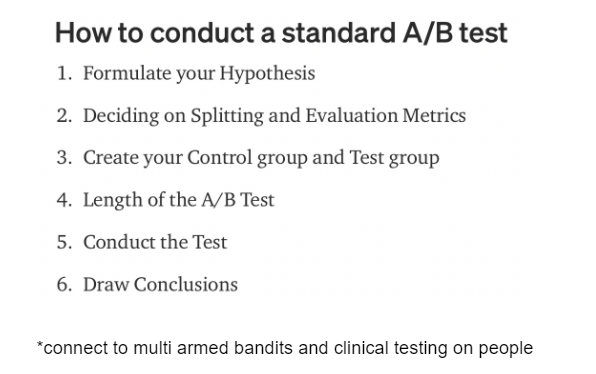 How to conduct a standard A/B test
1. Formulate your Hypothesis
2. Deciding on Splitting and Evaluation Metrics
3. Create your Control group and Test group
4. Length of the A/B Test
5. Conduct the Test
6. Draw Conclusions
*connect to multi armed bandits and clinical testing on people